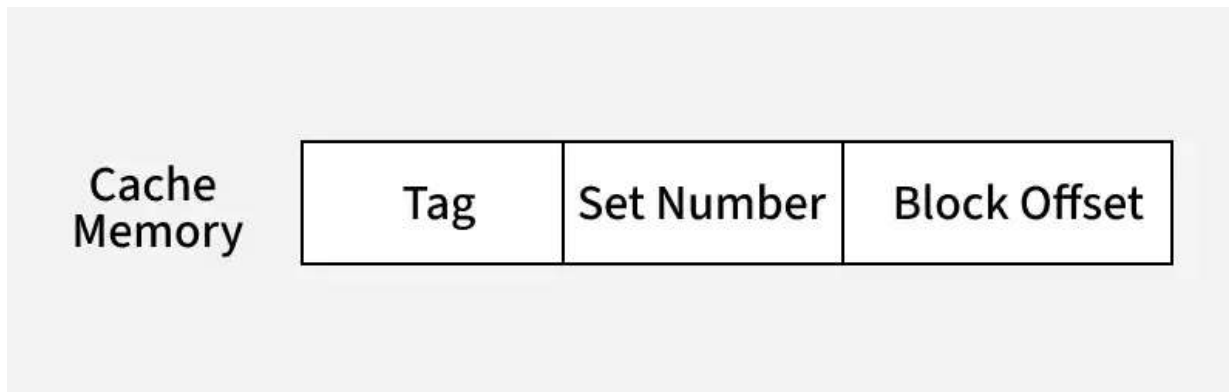 Cache
Memory
Tag
Set Number
Block Offset